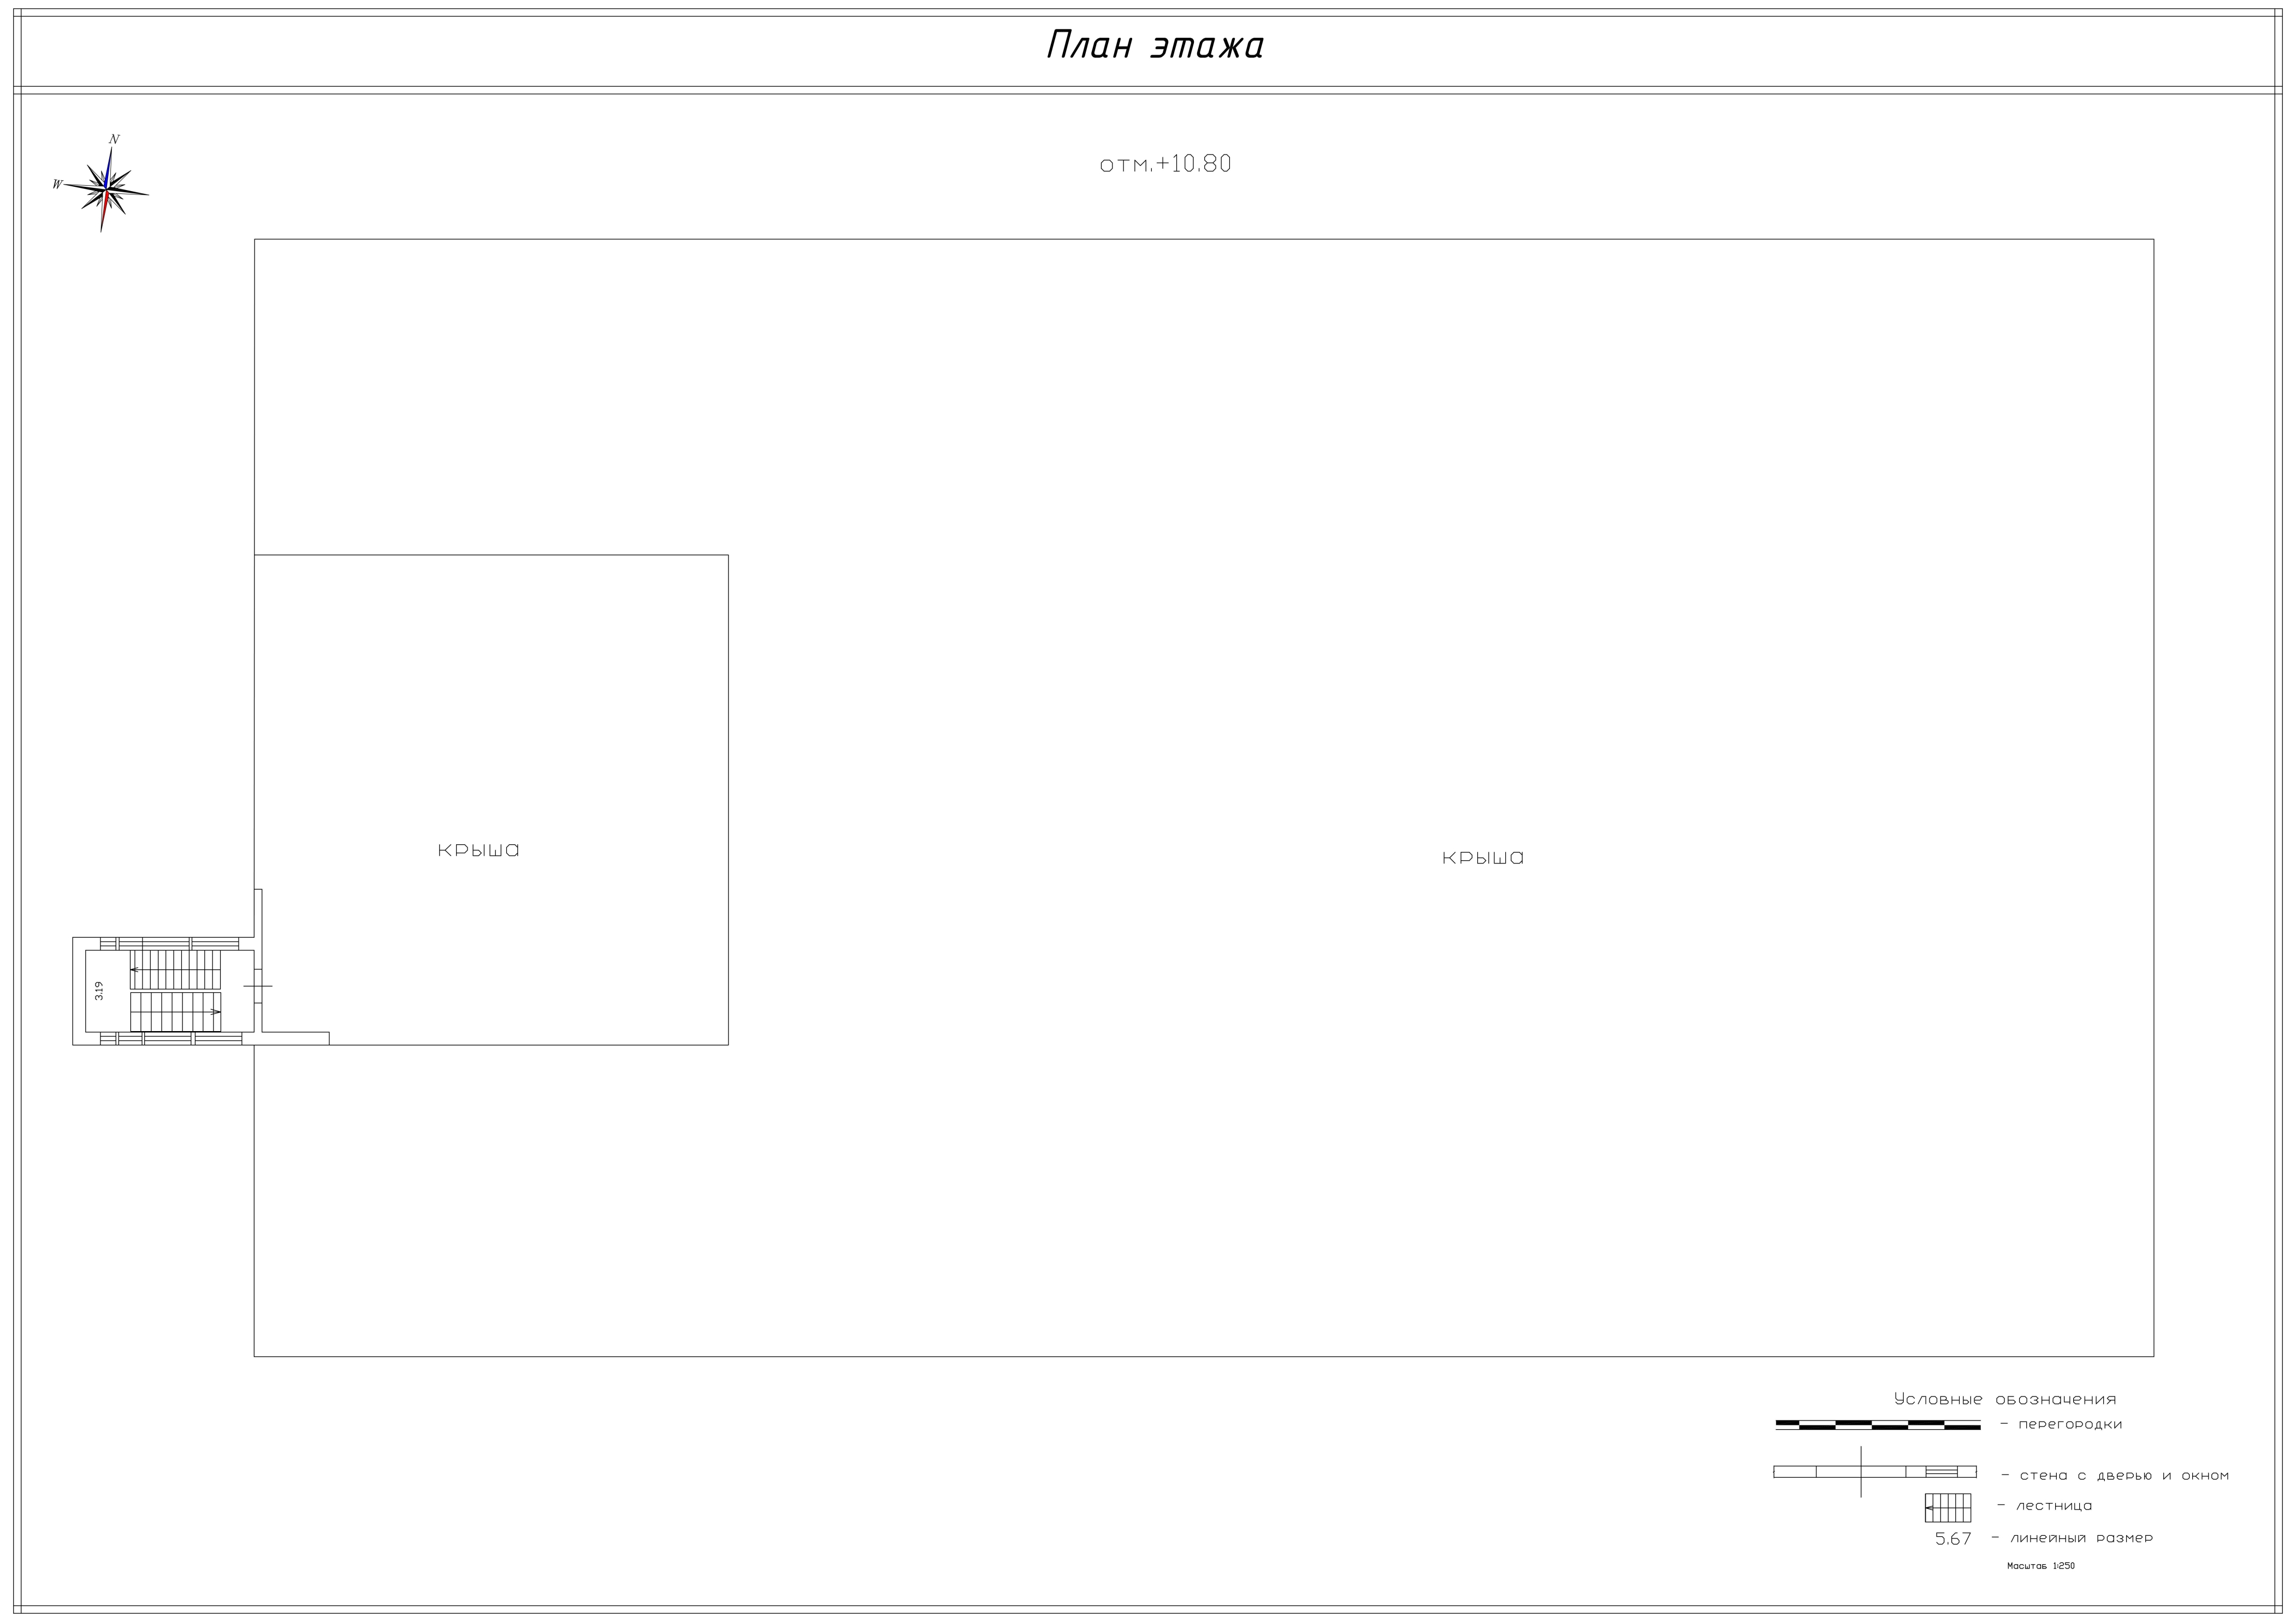 План этажа
N
W
отм.+10.80
крыша
крыша
3.19
Условные обозначения
- перегородки
- стена с дверью и окном
- лестница
5.67 - линейный размер
Масштаб 1:250